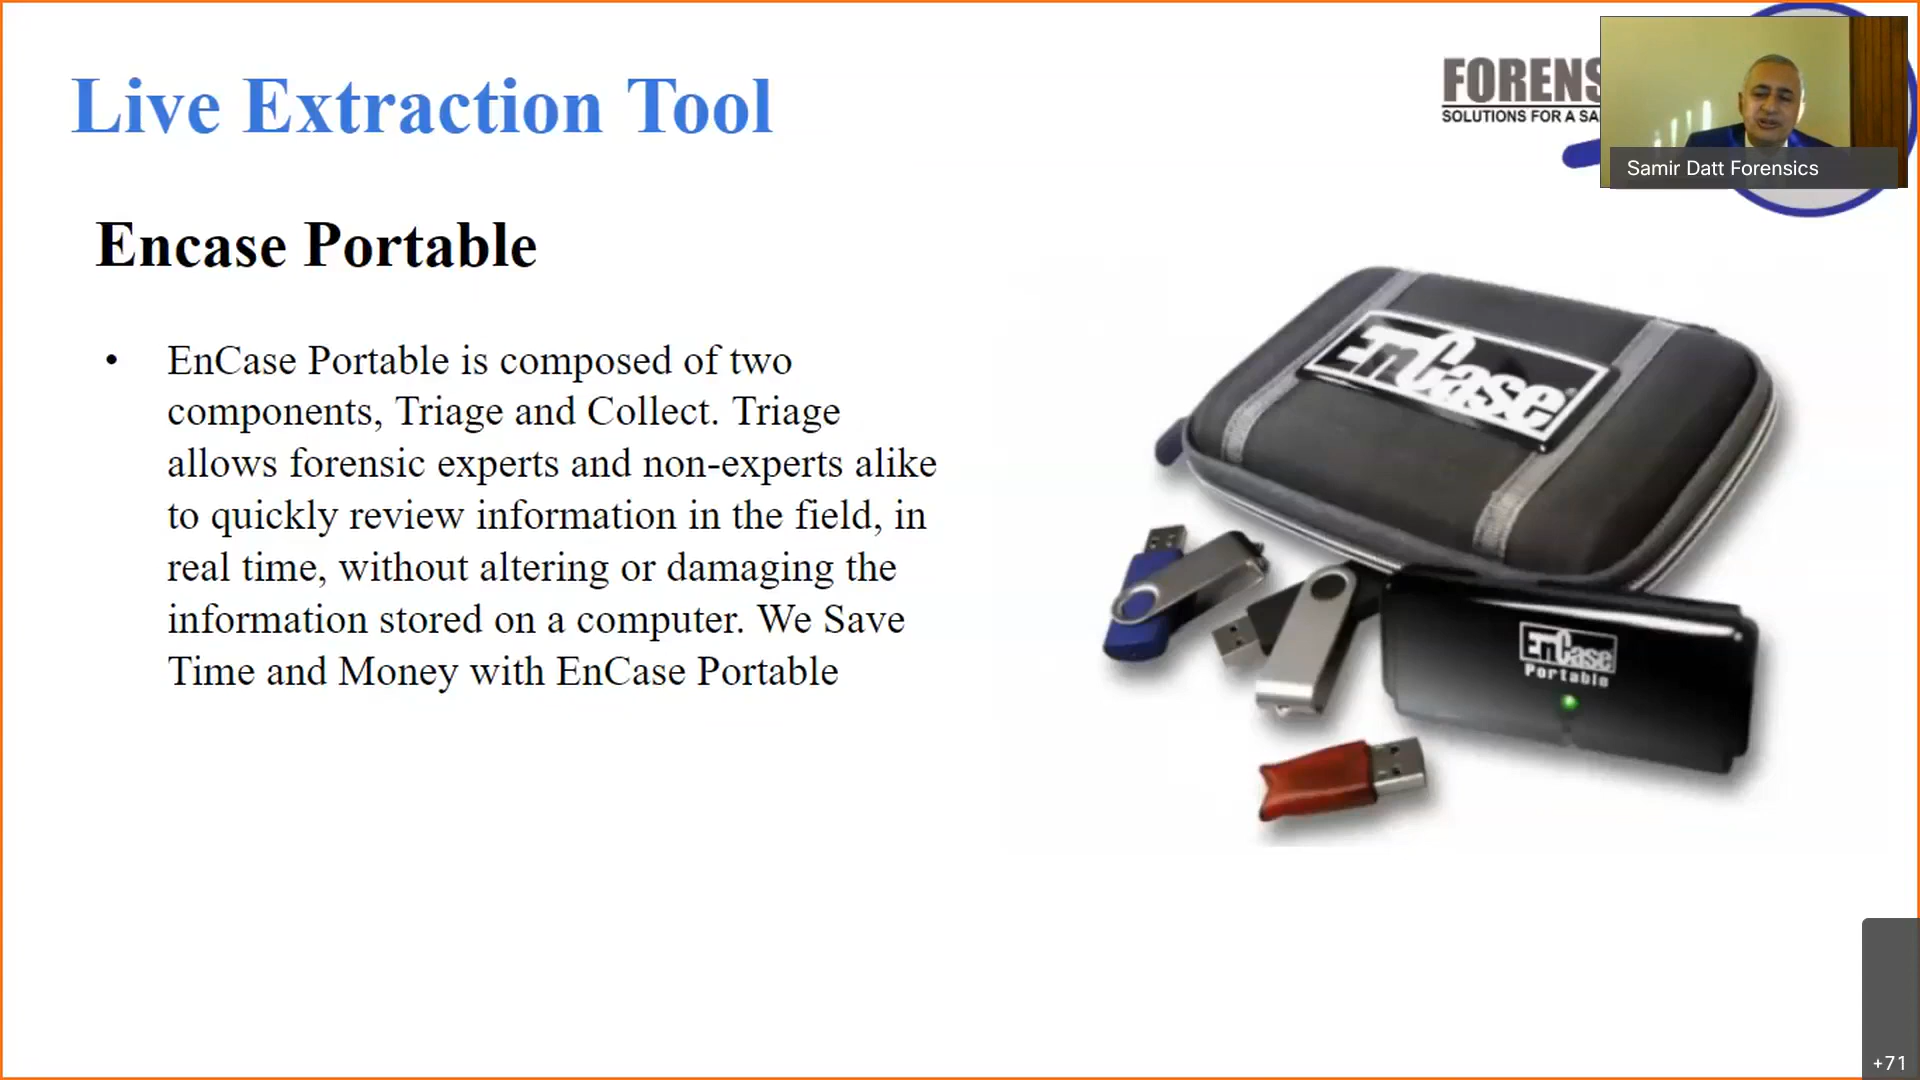 Live Extraction Tool
FORENS
SOLUTIONS FOR A SA
Samir Datt Forensics
Encase Portable
• EnCase Portable is composed of two
components, Triage and Collect. Triage
allows forensic experts and non-experts alike
to quickly review information in the field, in
real time, without altering or damaging the
information stored on a computer. We Save
Time and Money with EnCase Portable
EnCase
EnCase
Portable
+71